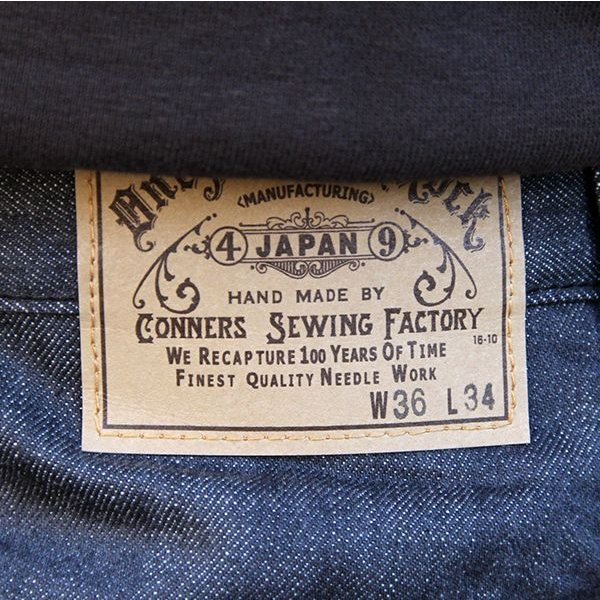 <MANUFACTURING>
4 JAPAN 9
HAND MADE BY
CONNERS SEWING FACTORY
16-10
WE RECAPTURE 100 YEARS OF TIME
FINEST QUALITY NEEDLE WORK
W36 L34